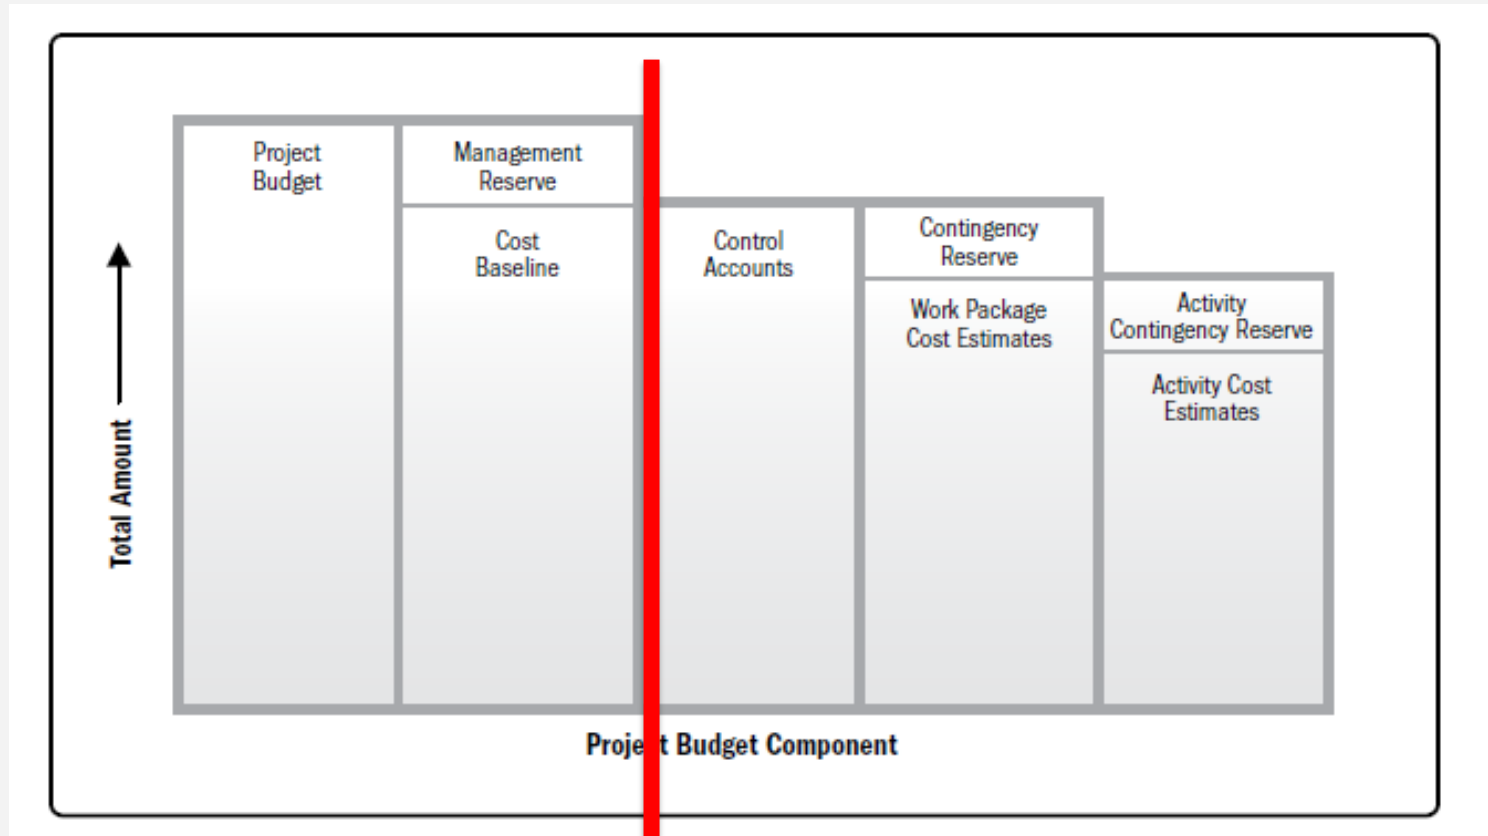 Project
Budget
Management
Reserve
Cost
Baseline
Control
Accounts
Contingency
Reserve
Work Package
Cost Estimates
Activity
Contingency Reserve
Activity Cost
Estimates
Total Amount
Proje t Budget Component